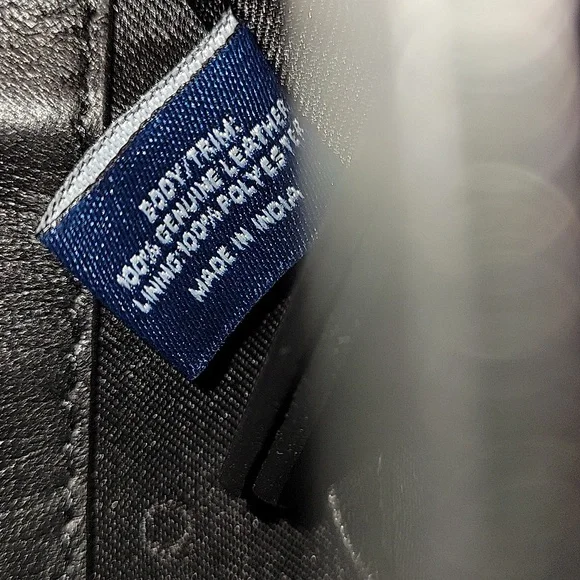 BODY/TRIM:
100% GENUINE LEATHER
LINING 100% POLYESTER
MADE IN INDIA